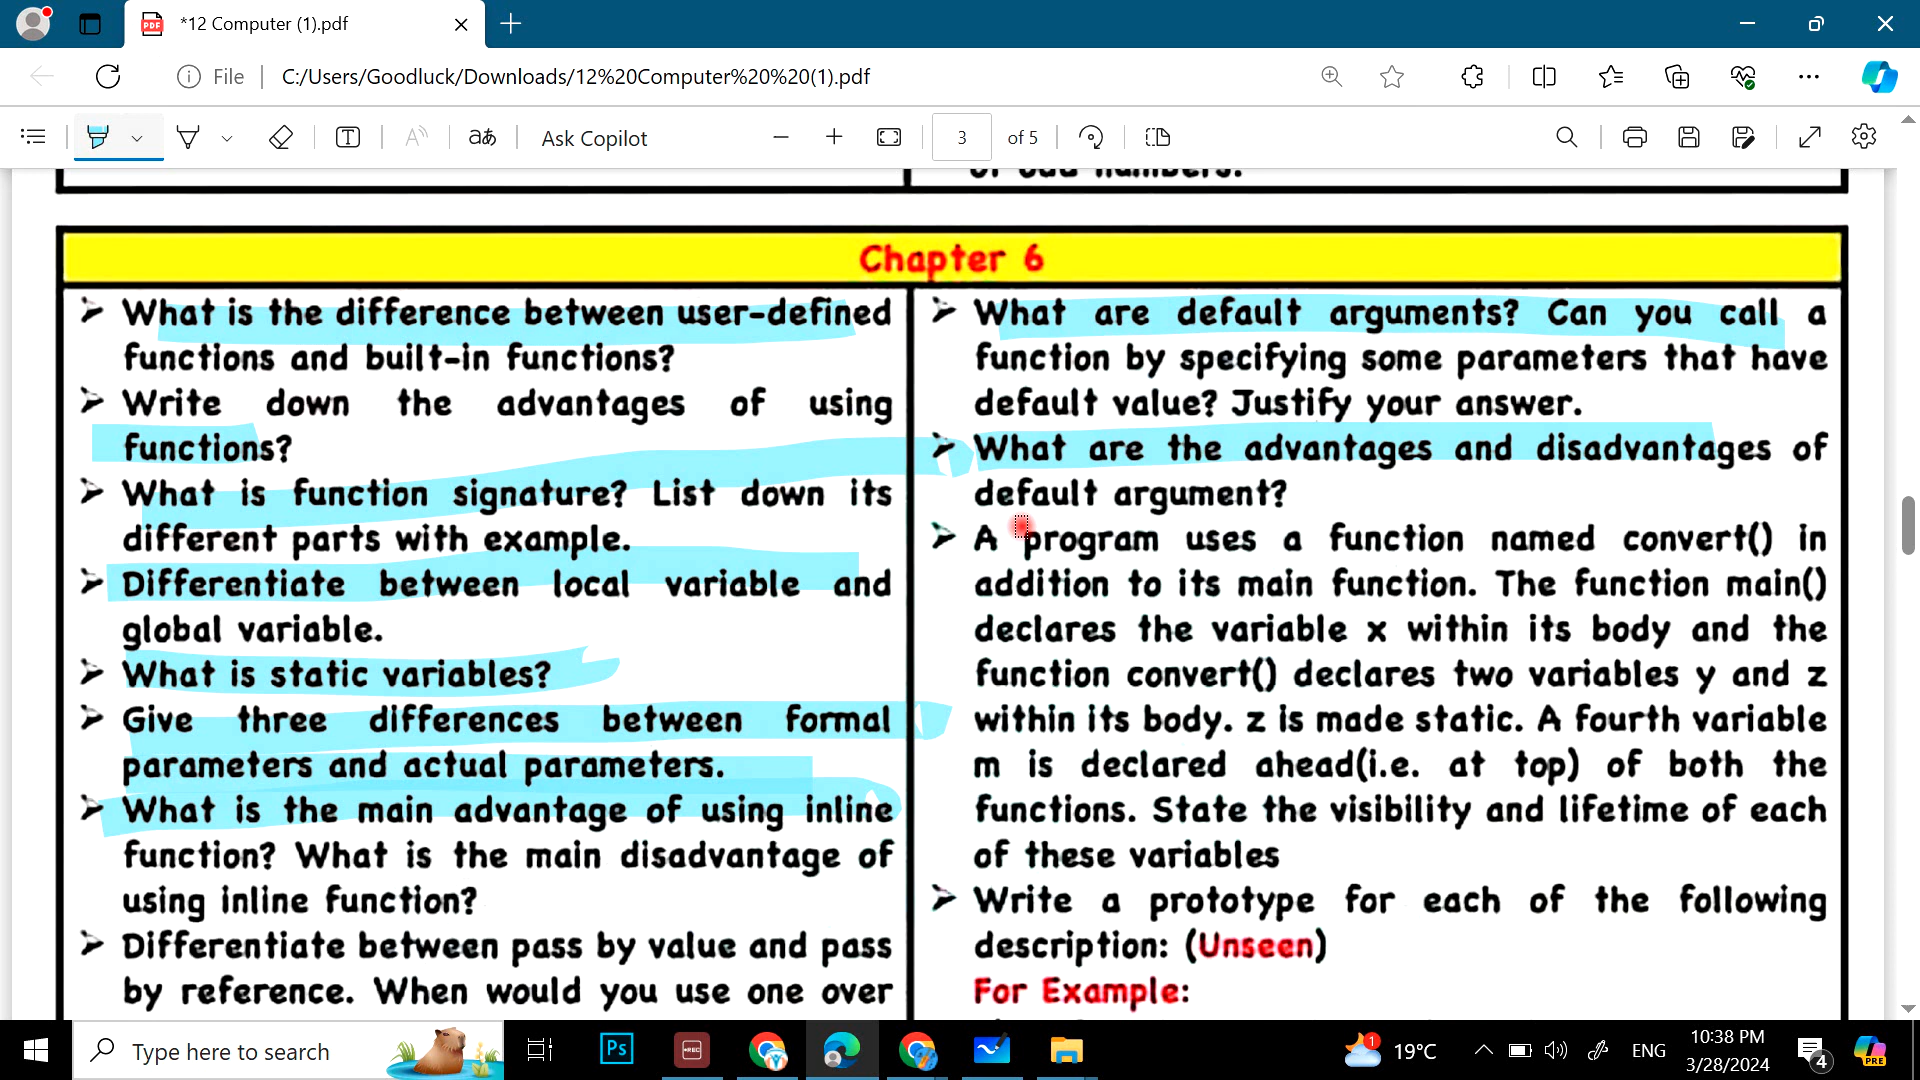 *12 Computer (1).pdf
File
C:/Users/Goodluck/Downloads/12%20Computer%20%20(1).pdf
Ask Copilot
3
of 5
of odd numbers.
Chapter 6
What is the difference between user-defined
functions and built-in functions?
Write down the advantages of using
functions?
What is function signature? List down its
different parts with example.
Differentiate between local variable and
global variable.
What is static variables?
Give three differences between formal
parameters and actual parameters.
What is the main advantage of using inline
function? What is the main disadvantage of
using inline function?
Differentiate between pass by value and pass
by reference. When would you use one over
What are default arguments? Can you call a
function by specifying some parameters that have
default value? Justify your answer.
What are the advantages and disadvantages of
default argument?
A program uses a function named convert() in
addition to its main function. The function main()
declares the variable x within its body and the
function convert() declares two variables y and z
within its body. z is made static. A fourth variable
m is declared ahead(i.e. at top) of both the
functions. State the visibility and lifetime of each
of these variables
Write a prototype for each of the following
description: (Unseen)
For Example:
Type here to search
Ps
REC
1
19°C
ENG
10:38 PM
3/28/2024
4
PRE